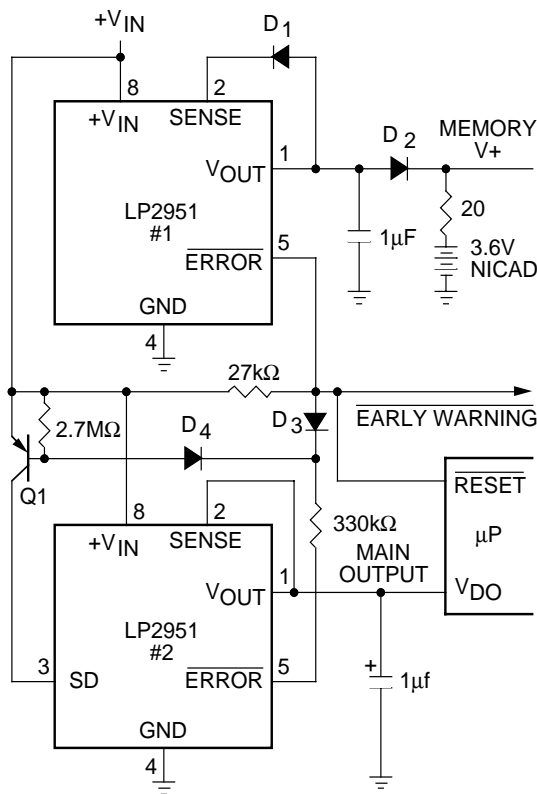 +VIN
D1
8
2
+VIN
SENSE
D2
MEMORY
V+
1
VOUT
20
LP2951
#1
1μF
5
3.6V
NICAD
ERROR
GND
4
27kΩ
EARLY WARNING
2.7MΩ
D4
D3
Q1
8
2
330kΩ
RESET
+VIN
SENSE
μP
MAIN
OUTPUT
1
VOUT
VDO
LP2951
#2
3
SD
5
ERROR
+
1μf
GND
4